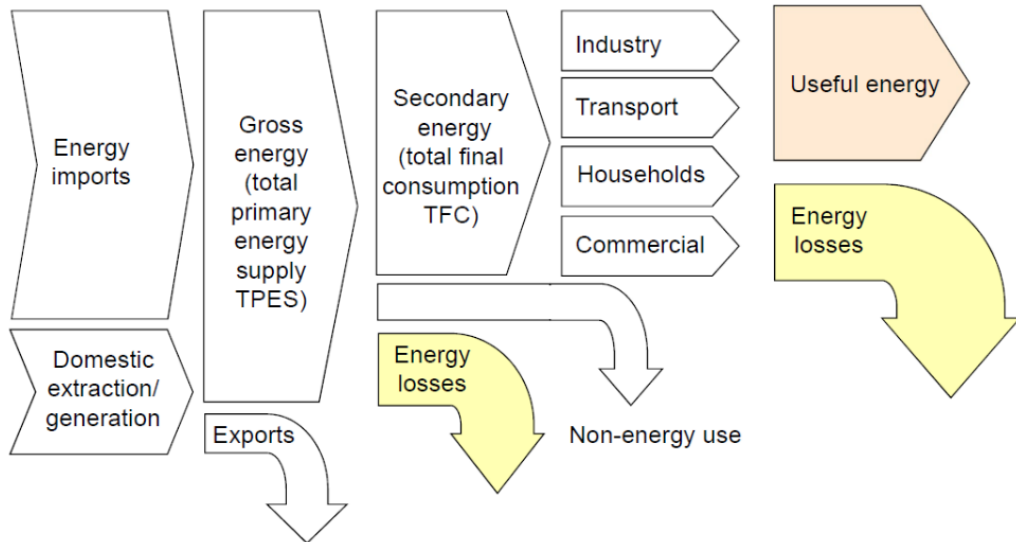 Energy
imports
Domestic
extraction/
generation
Gross
energy
(total
primary
energy
supply
TPES)
Exports
Secondary
energy
(total final
consumption
TFC)
Energy
losses
Non-energy use
Industry
Transport
Households
Commercial
Useful energy
Energy
losses